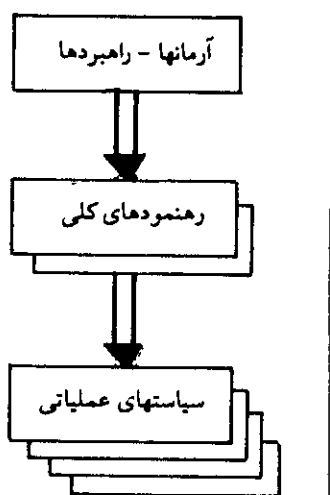 آرمانها – راهبردها
رهنمودهای کلی
سیاستهای عملیاتی